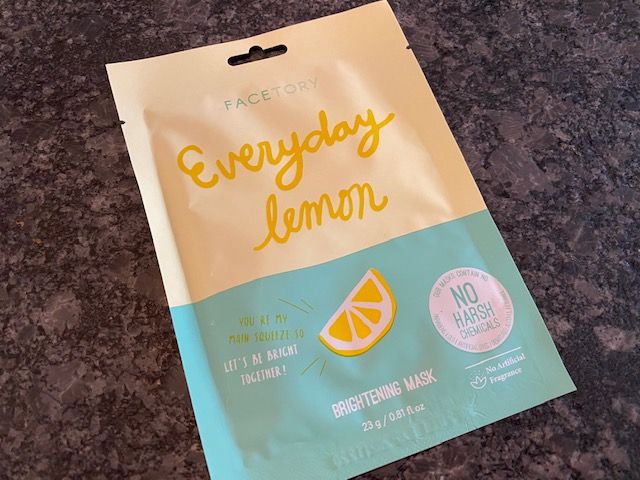 FACETORY
Everyday
lemon
YOU RE MY
MAIN SQUEEZE SO
LET'S BE BRIGHT
TOGETHER!
OUR MASKS CONTAIN NO
NO
HARSH
CHEMICALS
No Artificial
Fragrance
BRIGHTENING MASK
23 g / 0.81 fl.oz